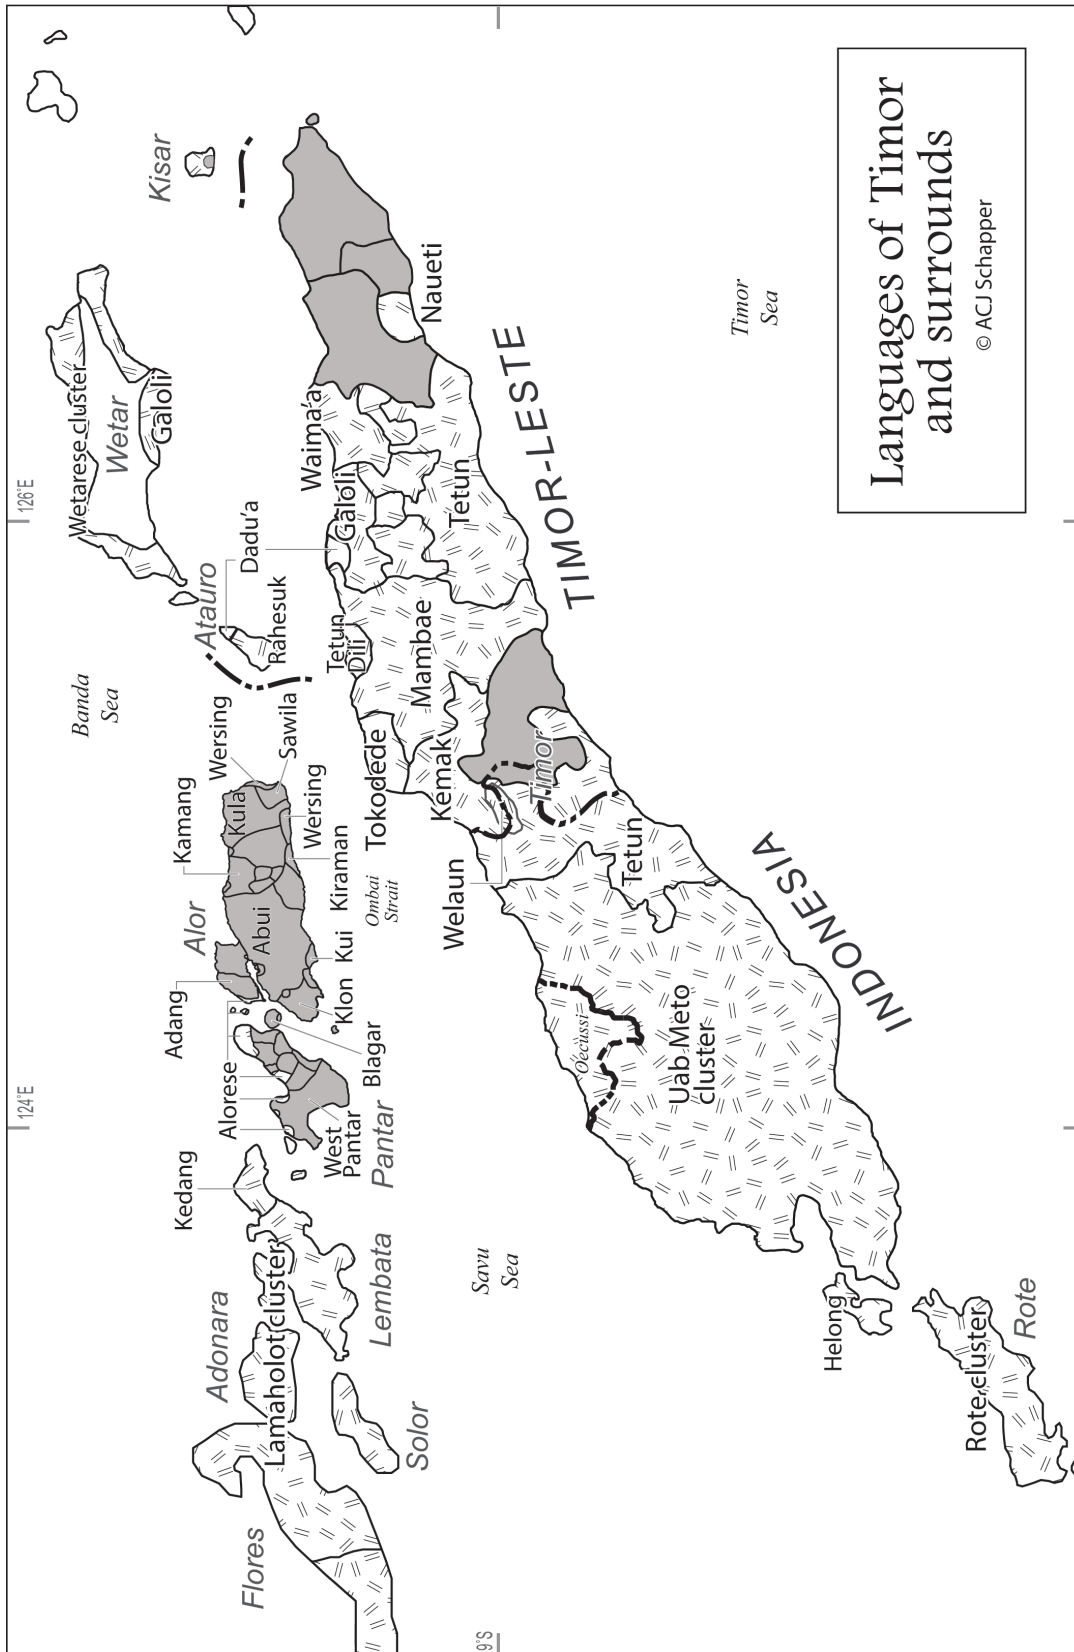 126°E
124°E
9°S
Kisar
Wetarese cluster
Wetar
Galoli
Dadu'a
Atauro
Rahesuk
Banda
Sea
Wersing
Sawila
Kamang
Kula
Wersing
Kiraman
Alor
Abui
Kui
Klon
Adang
Blagar
Alorese
West
Pantar
Pantar
Kedang
Lembata
Adonara
Lamaholot cluster
Solor
Flores
Ombai
Strait
Savu
Sea
Naueti
Waima'a
Galoli
Tetun
Tetun
Dili
Mambae
Tokodede
Kemak
Welaun
Timor
Tetun
TIMOR-LESTE
INDONESIA
Oecussi
Uab Meto
cluster
Helong
Rote cluster
Rote
Timor
Sea
Languages of Timor
and surrounds
© ACJ Schapper